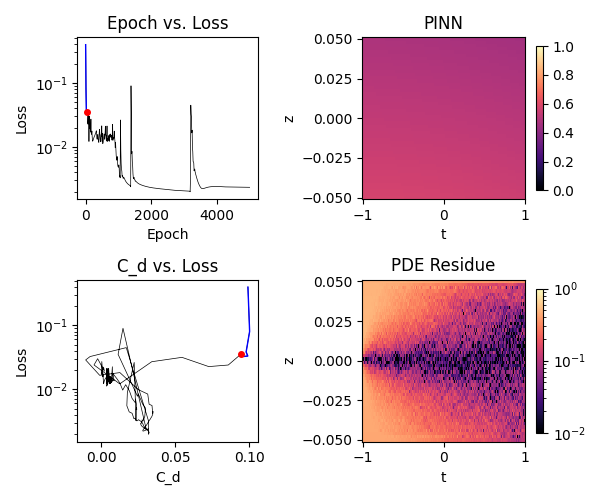 Epoch vs. Loss
Loss
10⁻¹
10⁻²
0 2000 4000
Epoch
PINN
z
0.050
0.025
0.000
−0.025
−0.050
−1 0 1
t
1.0
0.8
0.6
0.4
0.2
0.0
C_d vs. Loss
Loss
10⁻¹
10⁻²
0.00 0.05 0.10
C_d
PDE Residue
z
0.050
0.025
0.000
−0.025
−0.050
−1 0 1
t
10⁰
10⁻¹
10⁻²